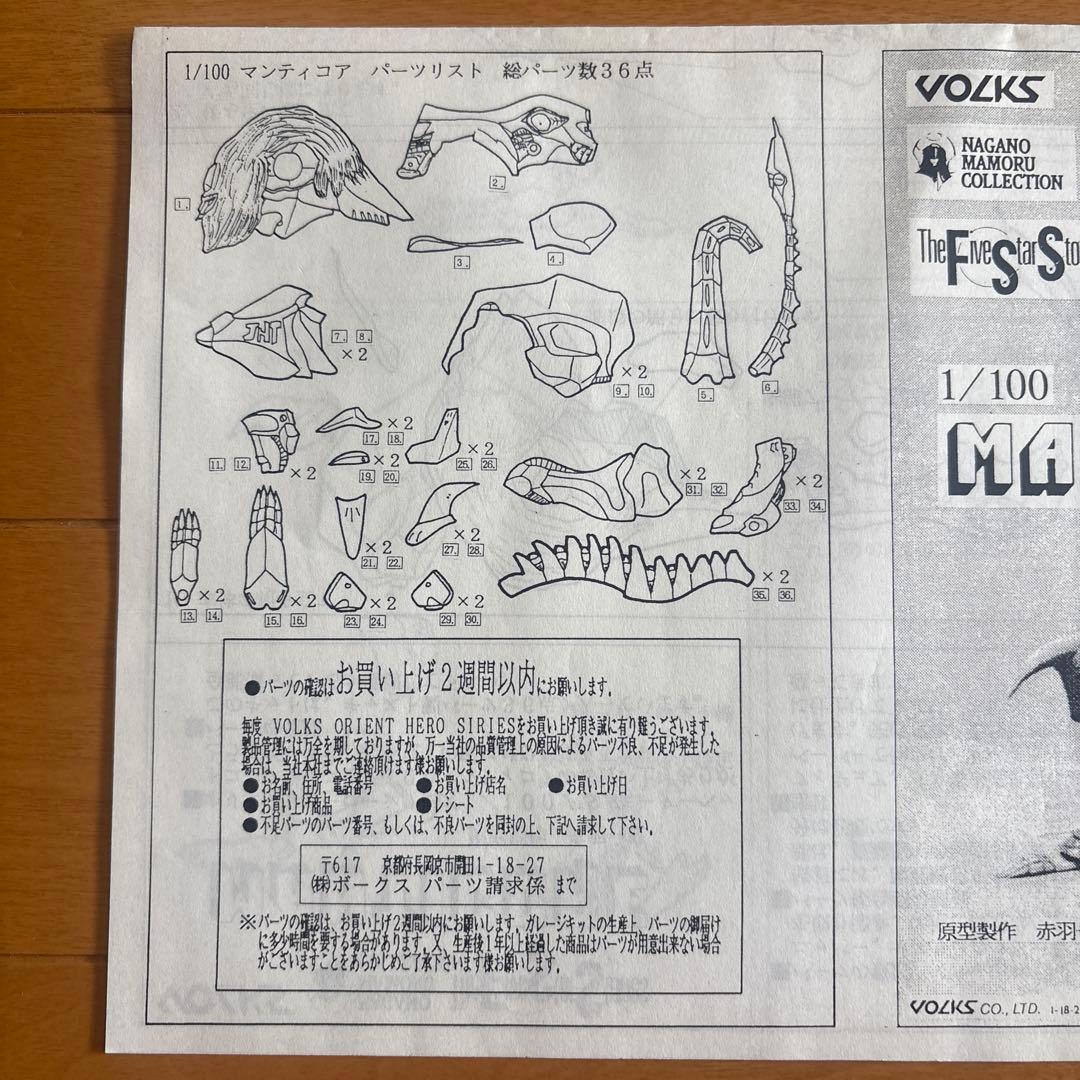 1/100 マンティコア パーツリスト 総パーツ数36点
1.
2.
3.
4.
5.
6.
7. 8.
×2
×2
9. 10.
11. 12. ×2
×2
17. 18.
×2
19. 20.
×2
25. 26.
×2
31. 32.
×2
33. 34.
×2
13. 14.
×2
15. 16.
×2
21. 22.
×2
27. 28.
×2
23. 24.
×2
29. 30.
×2
35. 36.
JHT
●パーツの確認はお買い上げ2週間以内にお願いします。
毎度 VOLKS ORIENT HERO SIRIESをお買い上げ頂き誠に有り難うございます。
製品管理には万全を期しておりますが、万一当社の品質管理上の原因によるパーツ不良、不足が発生した
場合は、当社本社までご連絡頂けます様お願いします。
●お名前、住所、電話番号 ●お買い上げ店名 ●お買い上げ日
●お買い上げ商品 ●レシート
●不足パーツのパーツ番号、もしくは、不良パーツを同封の上、下記へ請求して下さい。
〒617 京都府長岡京市開田1-18-27
(株)ボークス パーツ請求係 まで
※パーツの確認は、お買い上げ2週間以内にお願いします。ガレージキットの生産上、パーツの御届け
に多少時間を要する場合があります。又、生産後1年以上経過した商品はパーツが用意出来ない場合
がございますことをあらかじめご了承下さいます様お願いします。
VOLKS
NAGANO
MAMORU
COLLECTION
The Five Star Sto
1/100
MA
原型製作 赤羽
VOLKS CO., LTD. 1-18-2